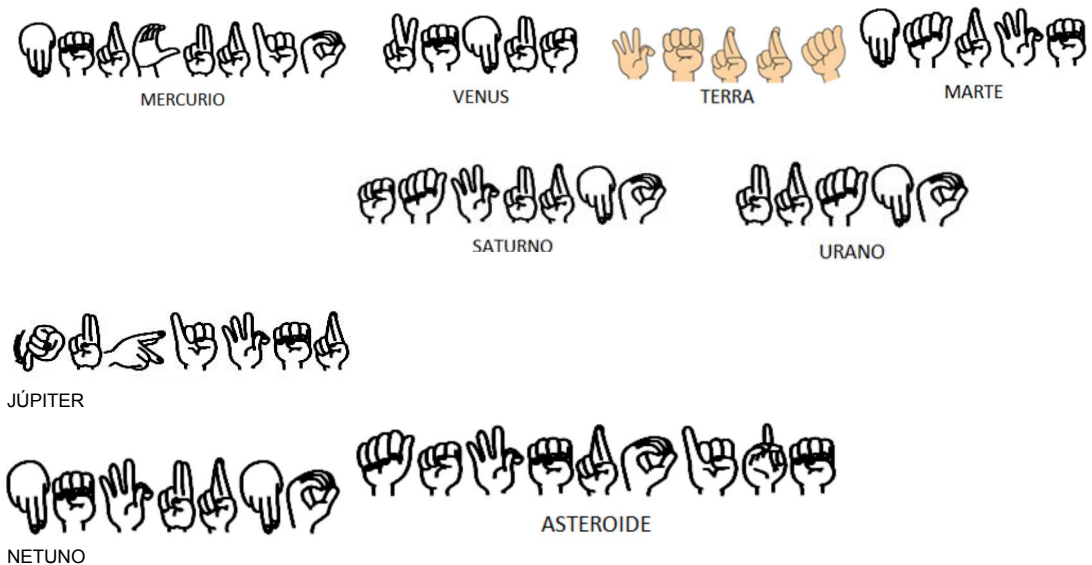 MERCURIO
VENUS
TERRA
MARTE
SATURNO
URANO
JÚPITER
ASTEROIDE
NETUNO